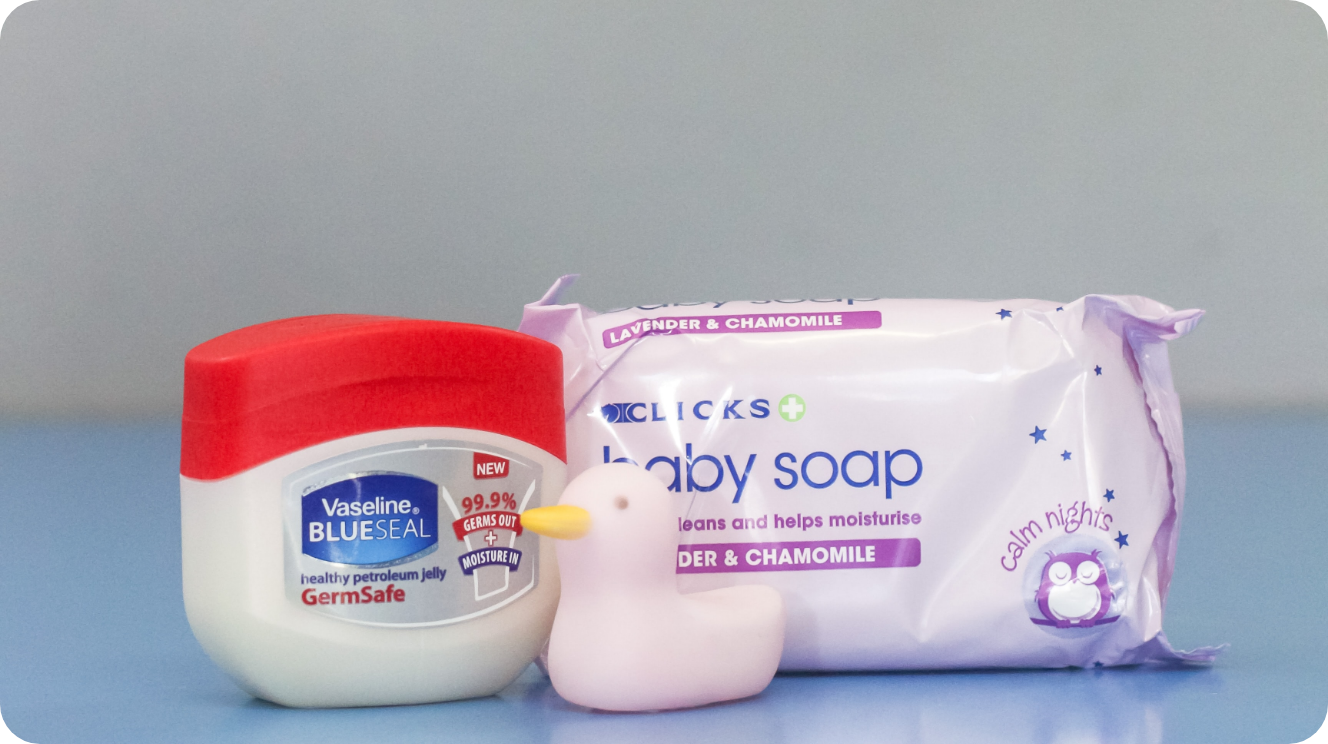 LAVENDER & CHAMOMILE
CLICKS
baby soap
leans and helps moisturise
DER & CHAMOMILE
calm nights
NEW
Vaseline®
BLUESEAL
healthy petroleum jelly
GermSafe
99.9%
GERMS OUT
+
MOISTURE IN